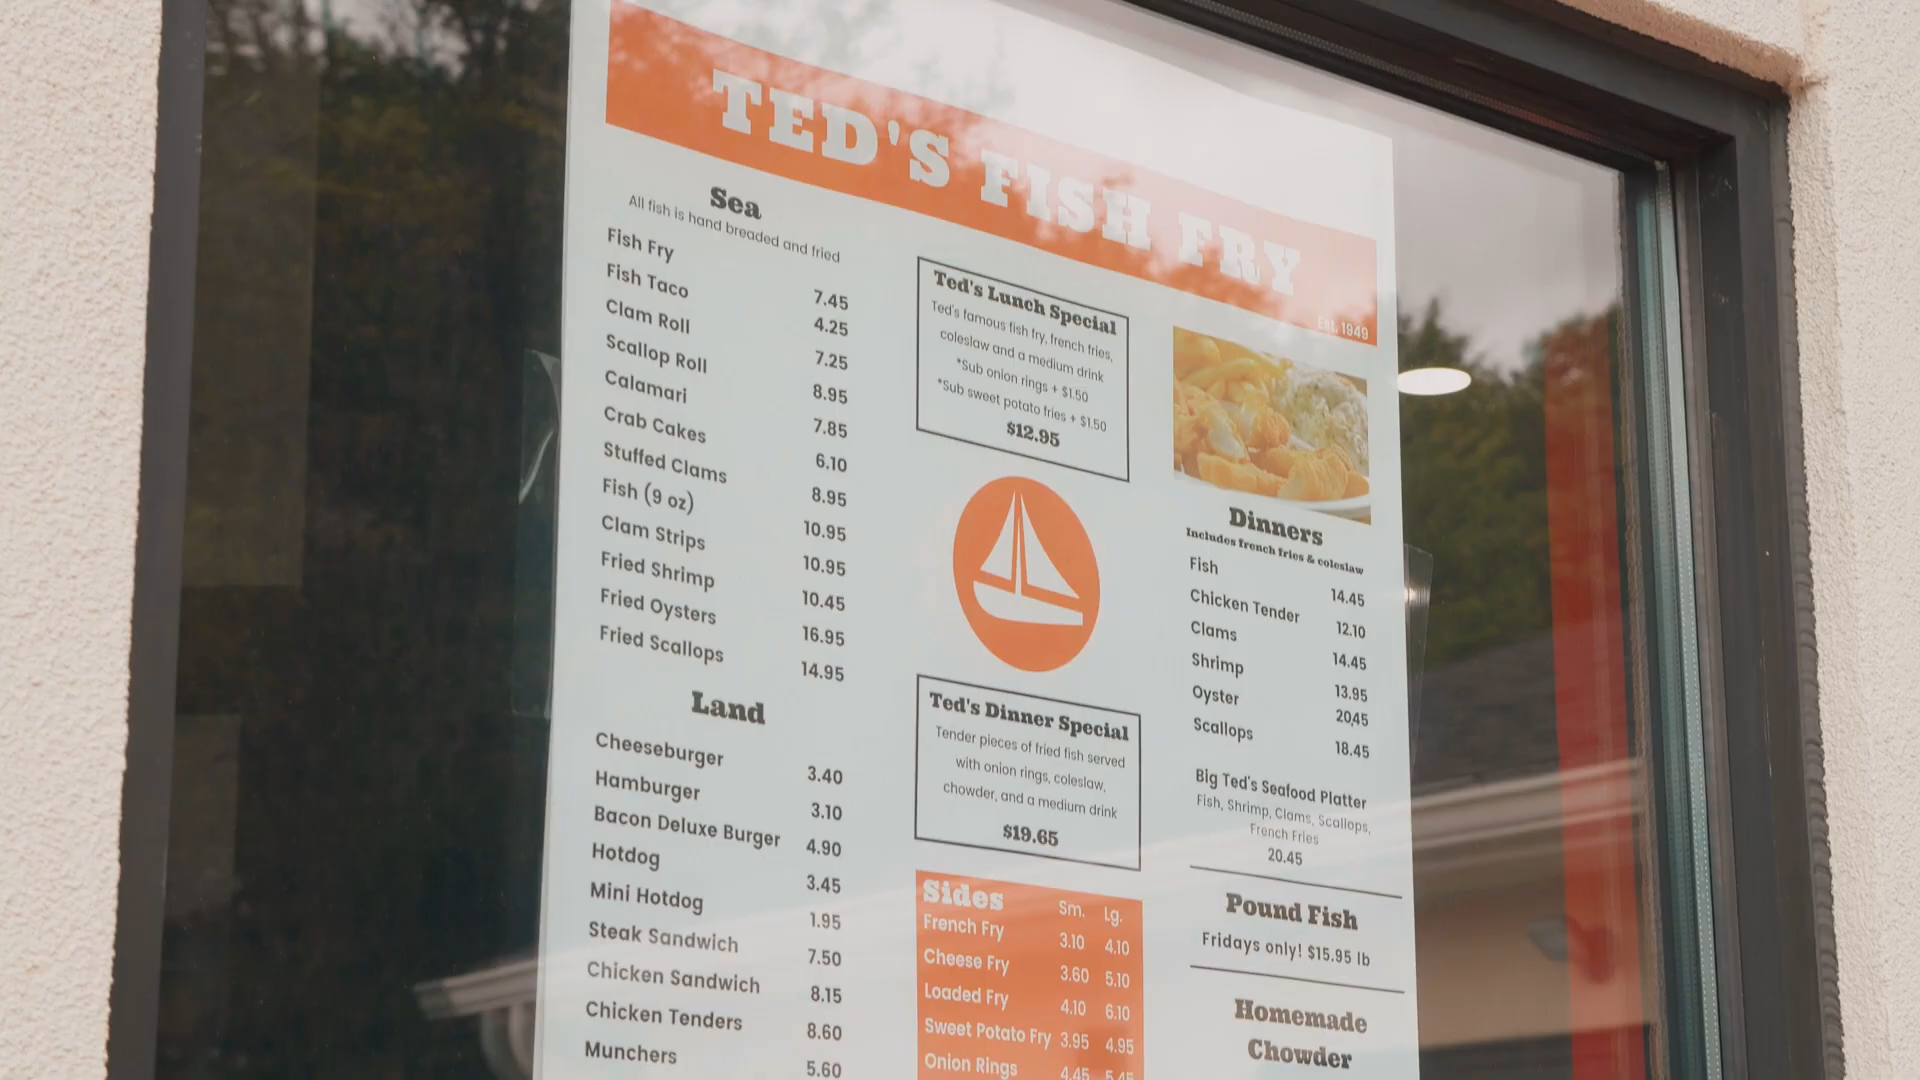 TED'S FISH FRY
Est. 1949
Sea
All fish is hand breaded and fried
Fish Fry 7.45
Fish Taco 4.25
Clam Roll 7.25
Scallop Roll 8.95
Calamari 7.85
Crab Cakes 6.10
Stuffed Clams 8.95
Fish (9 oz) 10.95
Clam Strips 10.95
Fried Shrimp 10.45
Fried Oysters 16.95
Fried Scallops 14.95
Land
Cheeseburger 3.40
Hamburger 3.10
Bacon Deluxe Burger 4.90
Hotdog 3.45
Mini Hotdog 1.95
Steak Sandwich 7.50
Chicken Sandwich 8.15
Chicken Tenders 8.60
Munchers 5.60
Ted's Lunch Special
Ted's famous fish fry, french fries,
coleslaw and a medium drink
*Sub onion rings + $1.50
*Sub sweet potato fries + $1.50
$12.95
Ted's Dinner Special
Tender pieces of fried fish served
with onion rings, coleslaw,
chowder, and a medium drink
$19.65
Sides Sm. Lg.
French Fry 3.10 4.10
Cheese Fry 3.60 5.10
Loaded Fry 4.10 6.10
Sweet Potato Fry 3.95 4.95
Onion Rings 4.45 5.45
Dinners
Includes french fries & coleslaw
Fish 14.45
Chicken Tender 12.10
Clams 14.45
Shrimp 13.95
Oyster 20,45
Scallops 18.45
Big Ted's Seafood Platter
Fish, Shrimp, Clams, Scallops,
French Fries
20.45
Pound Fish
Fridays only! $15.95 lb
Homemade
Chowder